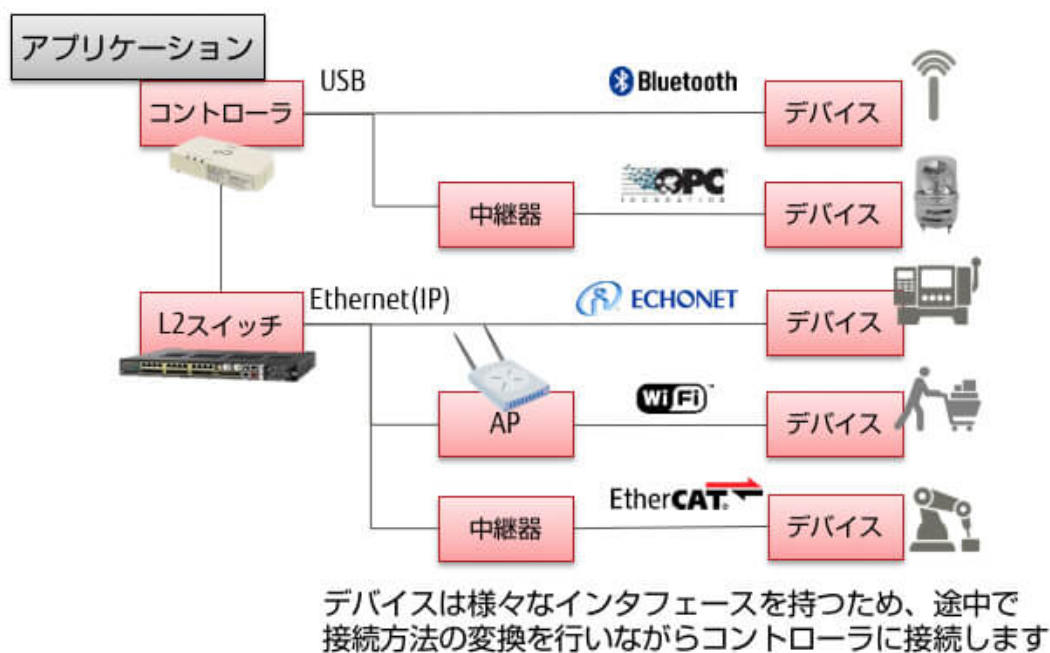 アプリケーション
コントローラ
USB
Bluetooth
デバイス
中継器
OPC
FOUNDATION
デバイス
L2スイッチ
Ethernet(IP)
ECHONET
デバイス
AP
Wi Fi
デバイス
中継器
EtherCAT
デバイス
デバイスは様々なインタフェースを持つため、途中で
接続方法の変換を行いながらコントローラに接続します